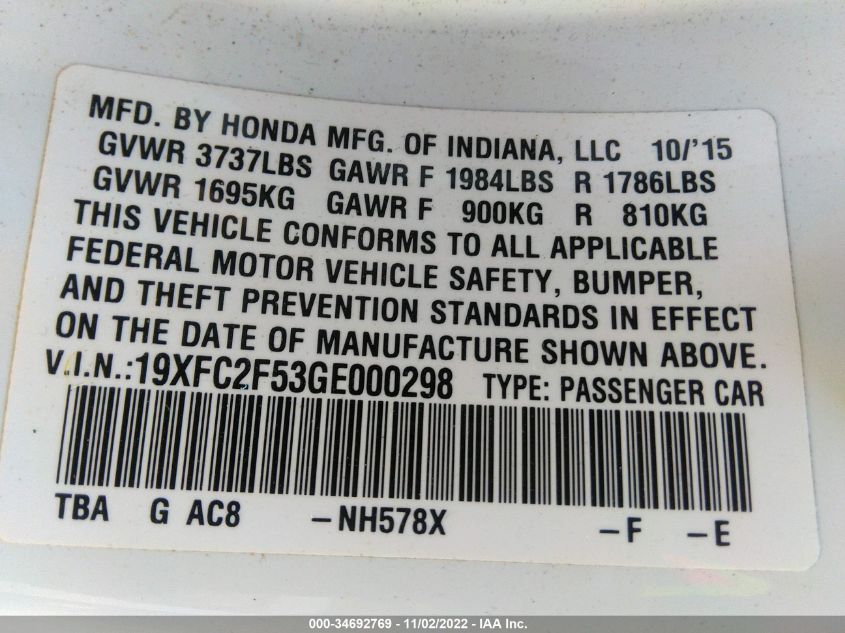 MFD. BY HONDA MFG. OF INDIANA, LLC 10/'15
GVWR 3737LBS GAWR F 1984LBS R 1786LBS
GVWR 1695KG GAWR F 900KG R 810KG
THIS VEHICLE CONFORMS TO ALL APPLICABLE
FEDERAL MOTOR VEHICLE SAFETY, BUMPER,
AND THEFT PREVENTION STANDARDS IN EFFECT
ON THE DATE OF MANUFACTURE SHOWN ABOVE.
V.I.N.:19XFC2F53GE000298 TYPE: PASSENGER CAR
TBA G AC8 -NH578X -F -E
000-34692769 - 11/02/2022 - IAA Inc.